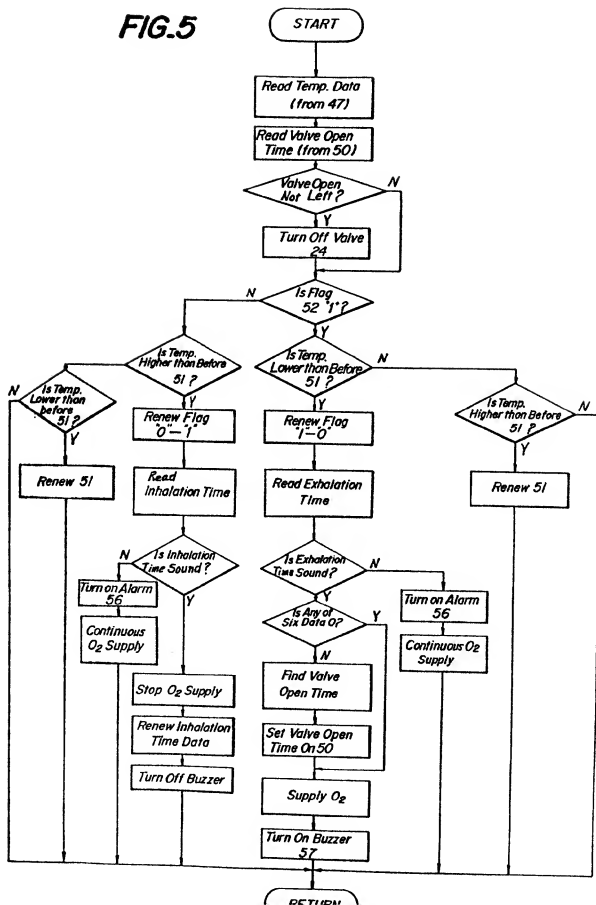 FIG.5
START
Read Temp. Data
(from 47)
Read Valve Open
Time (from 50)
Valve Open
Not Left?
N
Y
Turn Off Valve
24
Is Flag
52 "1"?
N
Y
Is Temp.
Higher than Before
51?
N
Y
Is Temp.
Lower than
before
51?
N
Y
Renew 51
Renew Flag
"0"—"1"
Read
Inhalation Time
Is Inhalation
Time Sound?
N
Y
Turn on Alarm
56
Continuous
O2 Supply
Stop O2 Supply
Renew Inhalation
Time Data
Turn Off Buzzer
Is Temp.
Lower than Before
51?
N
Y
Renew Flag
"1—0"
Read Exhalation
Time
Is Exhalation
Time Sound?
N
Y
Is Any of
Six Data 0?
Y
N
Find Valve
Open Time
Set Valve Open
Time On 50
Supply O2
Turn On Buzzer
57
Turn on Alarm
56
Continuous O2
Supply
Is Temp.
Higher than Before
51?
N
Y
Renew 51
RETURN